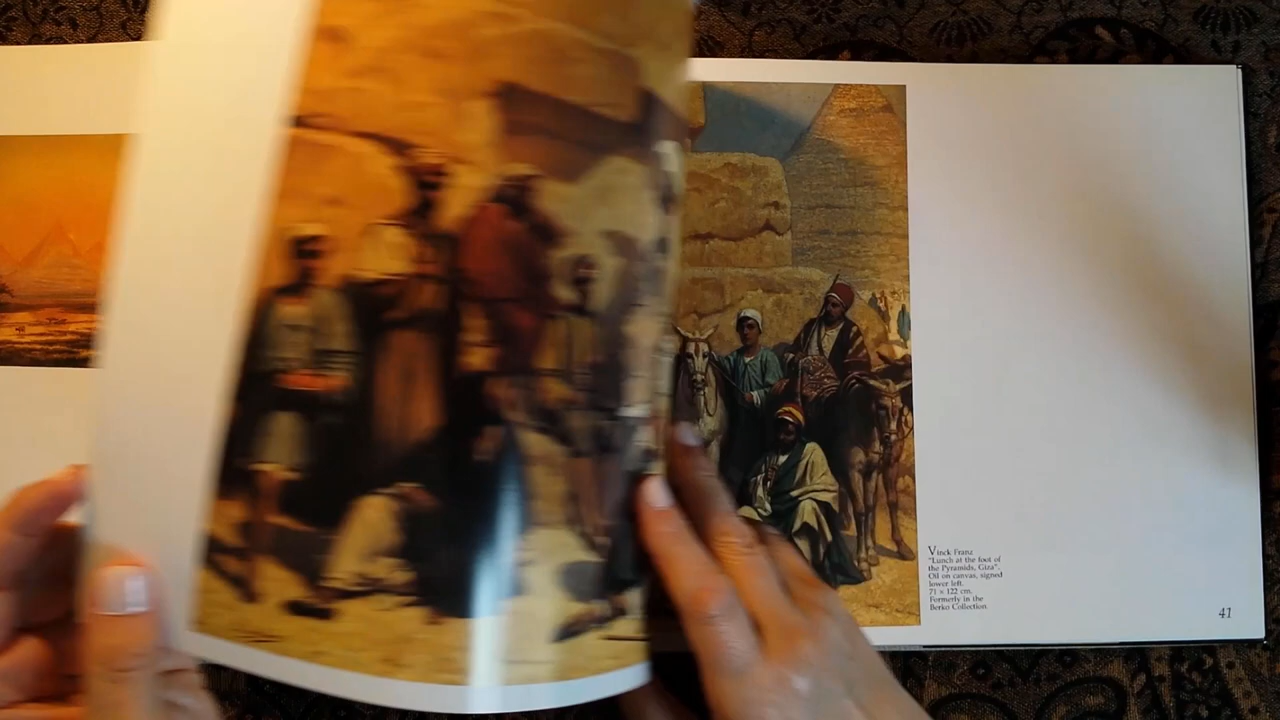 Vinck Franz
"Lunch at the foot of
the Pyramids, Giza".
Oil on canvas, signed
lower left.
71 x 122 cm.
Formerly in the
Berko Collection
41